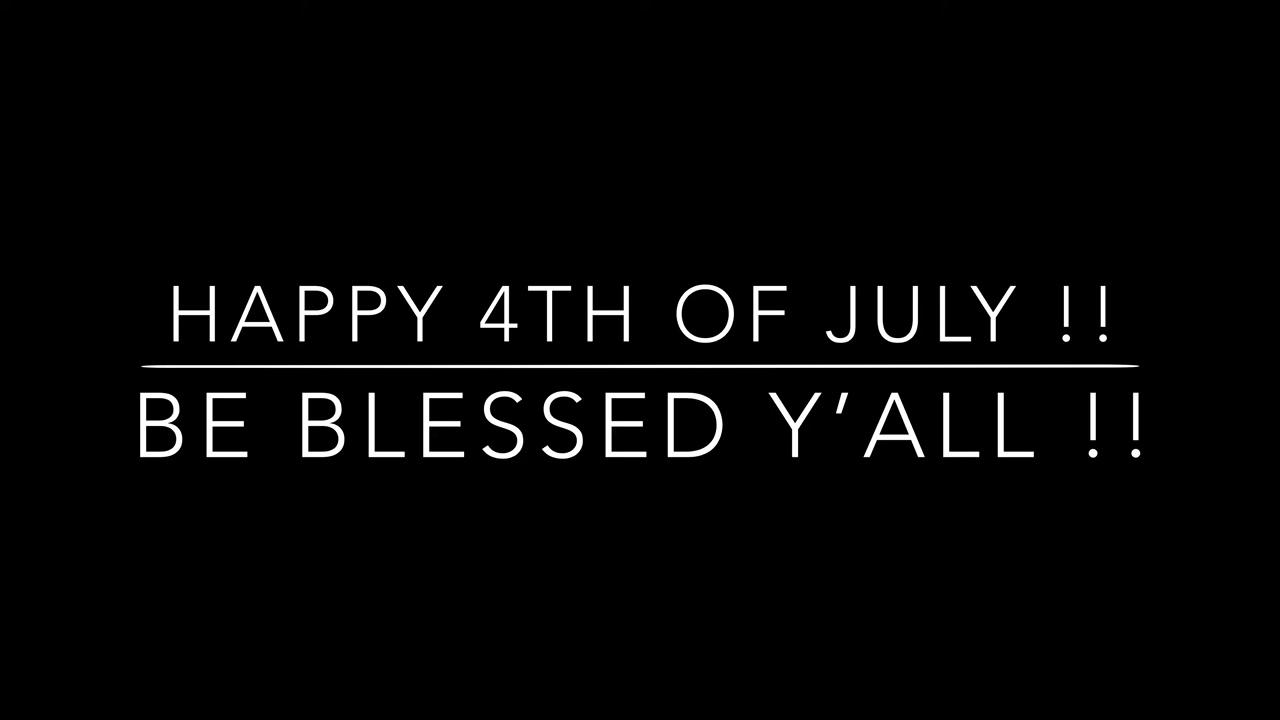 HAPPY 4TH OF JULY !!
BE BLESSED Y’ALL !!